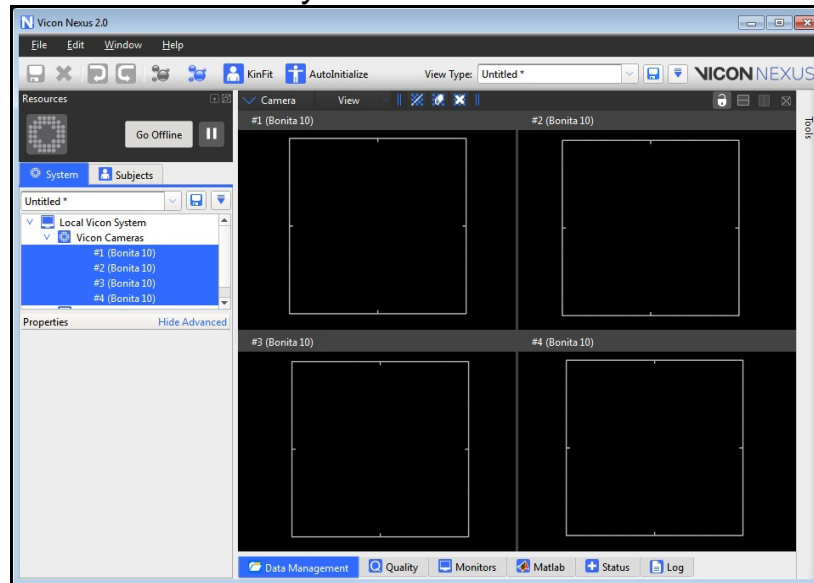 Vicon Nexus 2.0
File Edit Window Help
KinFit AutoInitialize View Type: Untitled * VICON NEXUS
Resources
Go Offline
System Subjects
Untitled *
Local Vicon System
Vicon Cameras
#1 (Bonita 10)
#2 (Bonita 10)
#3 (Bonita 10)
#4 (Bonita 10)
Properties Hide Advanced
Camera View
#1 (Bonita 10) #2 (Bonita 10)
#3 (Bonita 10) #4 (Bonita 10)
Tools
Data Management Quality Monitors Matlab Status Log